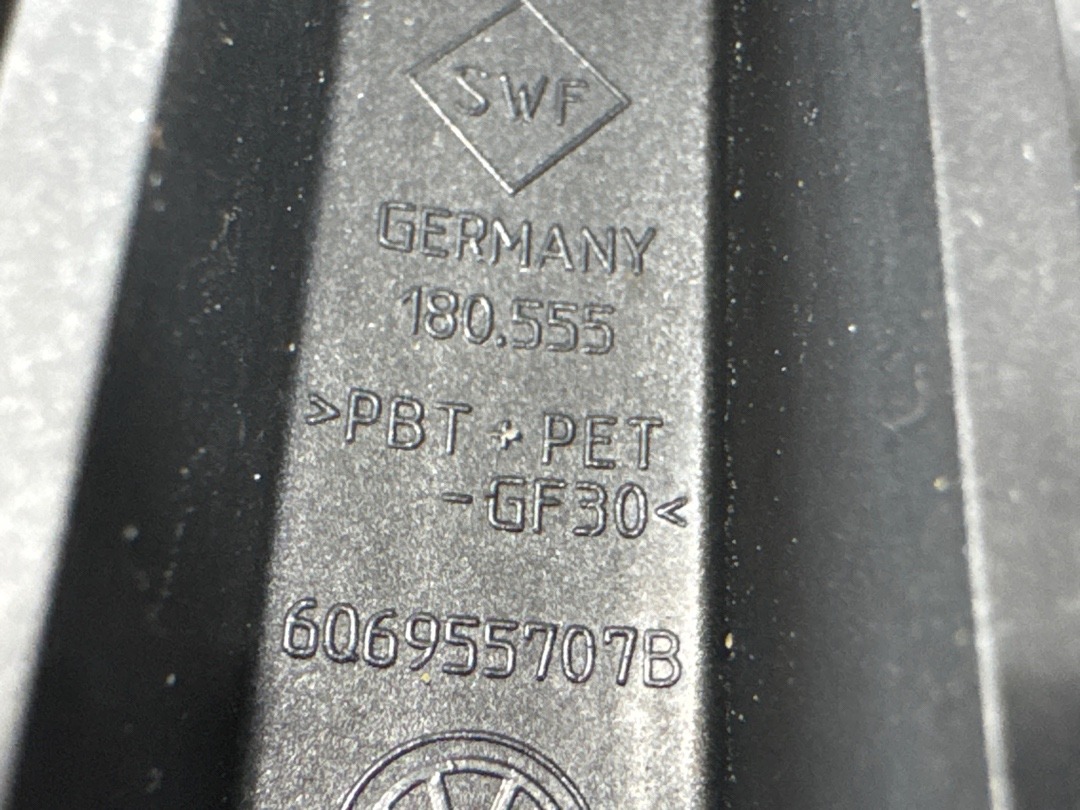 SWF
GERMANY
180.555
>PBT+PET
-GF30<
6Q6955707B